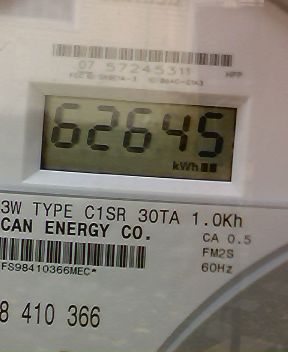 07 57245311 HPP
62645
kWh
3W TYPE C1SR 30TA 1.0Kh
CAN ENERGY CO. CA 0.5
FM2S
FS98410366MEC* 60Hz
8 410 366